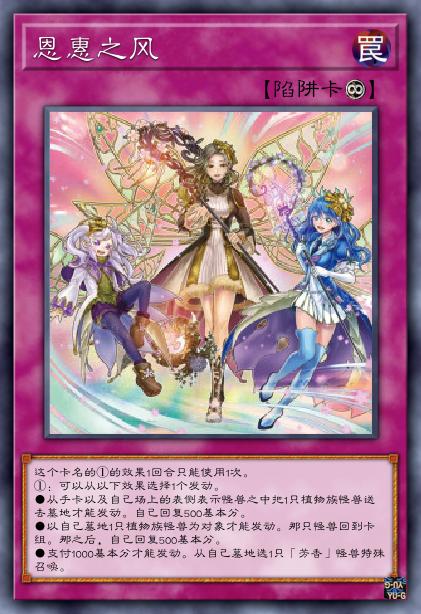 恩惠之风
罠
【陷阱卡♾】
这个卡名的①的效果1回合只能使用1次。
①：可以从以下效果选择1个发动。
●从手卡以及自己场上的表侧表示怪兽之中把1只植物族怪兽送
去墓地才能发动。自己回复500基本分。
●以自己墓地1只植物族怪兽为对象才能发动。那只怪兽回到卡
组。那之后，自己回复500基本分。
●支付1000基本分才能发动。从自己墓地选1只「芳香」怪兽特殊
召唤。